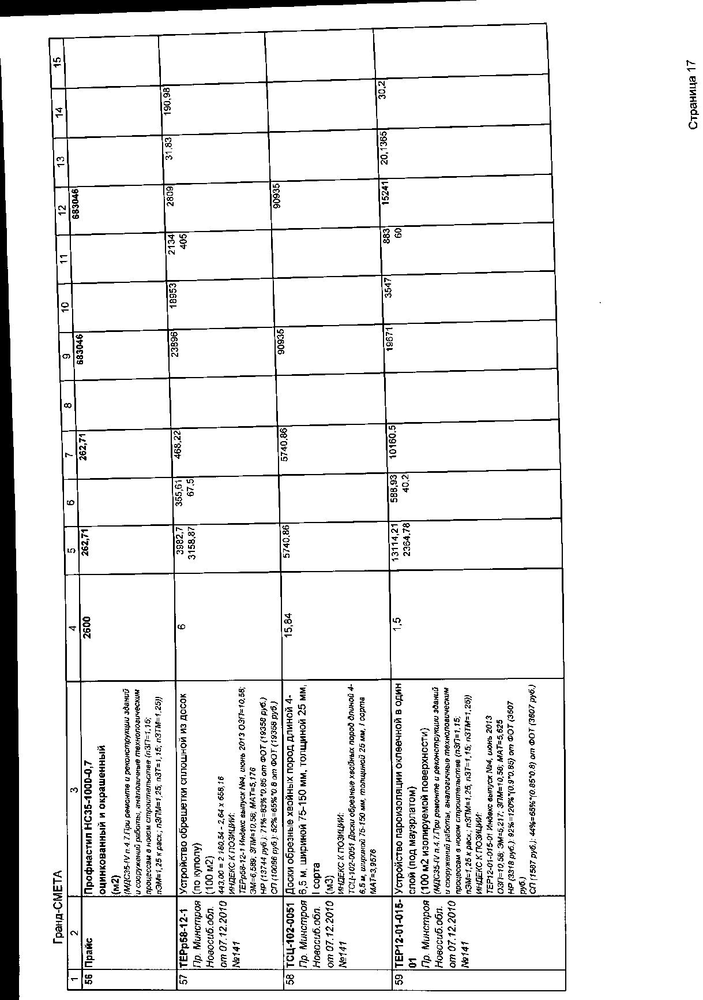 Гранд-СМЕТА
1 2 3 4 5 6 7 8 9 10 11 12 13 14 15
56 Прайс Профнастил НС35-1000-0,7 2600 262,71 262,71 683046 683046
оцинкованный и окрашенный
(м2)
(МДС35-IV п.4.7.При ремонте и реконструкции зданий
и сооружений работы, аналогичные технологическим
процессам в новом строительстве (пЗП=1,15;
пЭМ=1,25 к расх.; пЗПМ=1,25; пЗТ=1,15; пЗТМ=1,25))
57 ТЕРр58-12-1 Устройство обрешетки сплошной из досок 6 3982,7 355,61 468,22 23896 18953 2134 2809 31,83 190,98
Пр. Минстроя (по куполу) 3158,87 67,5 405
Новосиб.обл. (100 м2)
от 07.12.2010 443,00 = 2 180,54 - 2,64 x 658,16
№141 ИНДЕКС К ПОЗИЦИИ:
ТЕРр58-12-1 Индекс выпуск №4, июнь 2013 ОЗП=10,58;
ЭМ=6,589; ЗПМ=10,58; МАТ=5,176
НР (13744 руб.): 71%=83%*0.85 от ФОТ (19358 руб.)
СП (10066 руб.): 52%=65%*0.8 от ФОТ (19358 руб.)
58 ТСЦ-102-0051 Доски обрезные хвойных пород длиной 4- 15,84 5740,86 5740,86 90935 90935
Пр. Минстроя 6,5 м, шириной 75-150 мм, толщиной 25 мм,
Новосиб.обл. I сорта
от 07.12.2010 (м3)
№141 ИНДЕКС К ПОЗИЦИИ:
ТСЦ-102-0051 Доски обрезные хвойных пород длиной 4-
6,5 м, шириной 75-150 мм, толщиной 25 мм, I сорта
МАТ=3,9576
59 ТЕР12-01-015- Устройство пароизоляции оклеечной в один 1,5 13114,21 588,93 10160,5 19671 3547 883 15241 20,1365 30,2
01 слой (под мауэрлатом) 2364,78 40,2 60
Пр. Минстроя (100 м2 изолируемой поверхности)
Новосиб.обл. (МДС35-IV п.4.7.При ремонте и реконструкции зданий
от 07.12.2010 и сооружений работы, аналогичные технологическим
№141 процессам в новом строительстве (пЗП=1,15;
пЭМ=1,25 к расх.; пЗПМ=1,25; пЗТ=1,15; пЗТМ=1,25))
ИНДЕКС К ПОЗИЦИИ:
ТЕР12-01-015-01 Индекс выпуск №4, июнь 2013
ОЗП=10,58; ЭМ=5,217; ЗПМ=10,58; МАТ=5,625
НР (3318 руб.): 92%=120%*(0.9*0.85) от ФОТ (3607
руб.)
СП (1587 руб.): 44%=65%*(0.85*0.8) от ФОТ (3607 руб.)
Страница 17